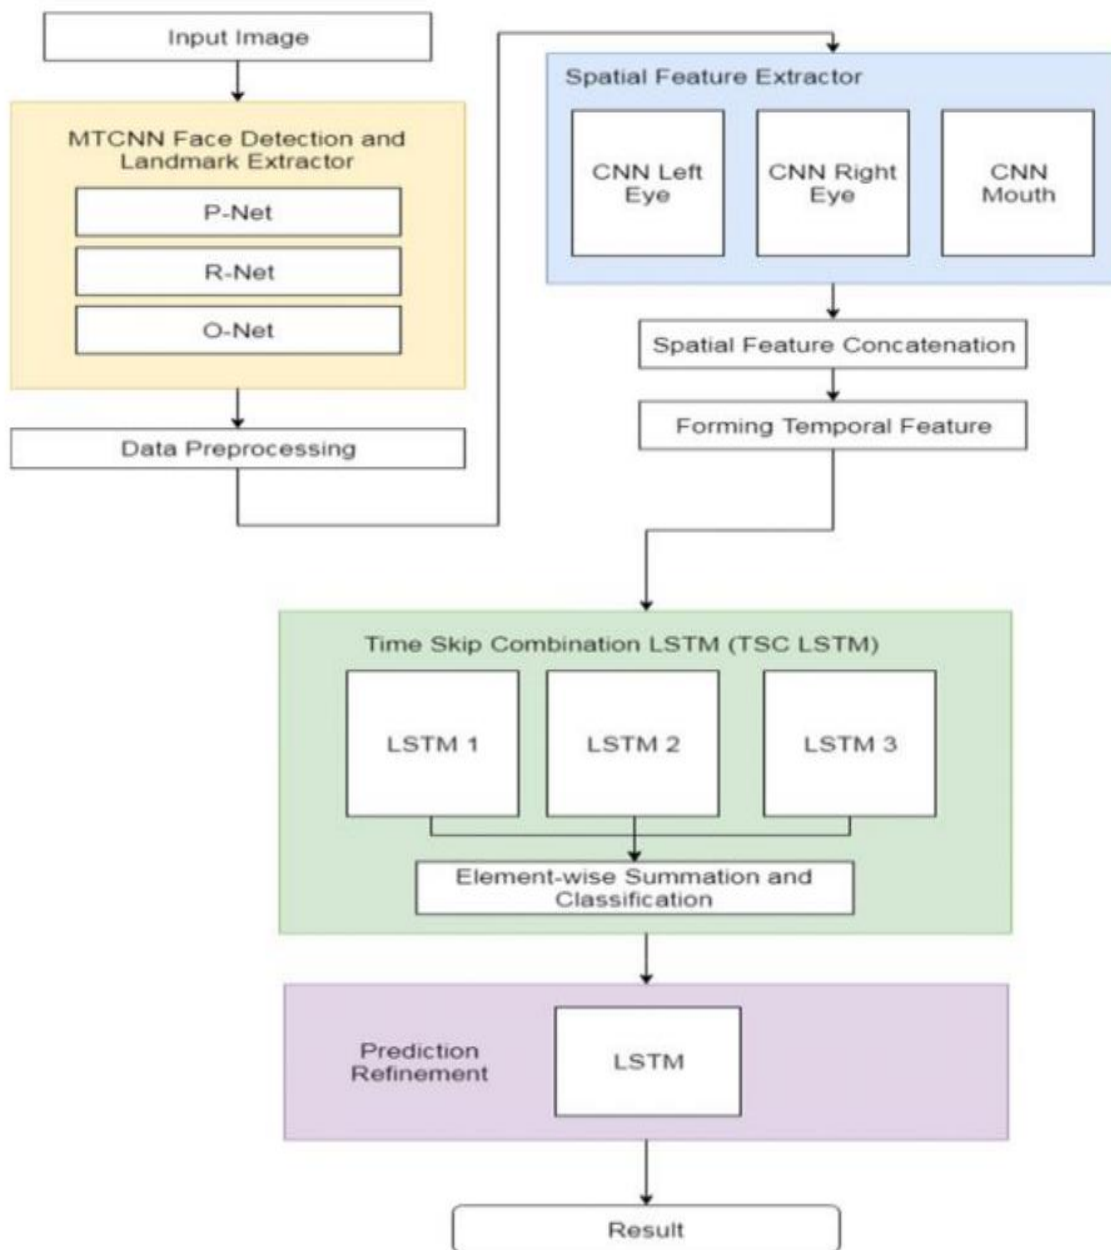 Input Image
MTCNN Face Detection and
Landmark Extractor
P-Net
R-Net
O-Net
Data Preprocessing
Spatial Feature Extractor
CNN Left
Eye
CNN Right
Eye
CNN
Mouth
Spatial Feature Concatenation
Forming Temporal Feature
Time Skip Combination LSTM (TSC LSTM)
LSTM 1
LSTM 2
LSTM 3
Element-wise Summation and
Classification
Prediction
Refinement
LSTM
Result